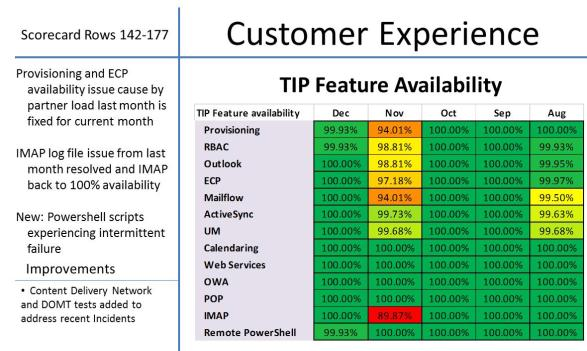 Scorecard Rows 142-177
Customer Experience
Provisioning and ECP
availability issue cause by
partner load last month is
fixed for current month
IMAP log file issue from last
month resolved and IMAP
back to 100% availability
New: Powershell scripts
experiencing intermittent
failure
Improvements
• Content Delivery Network
and DOMT tests added to
address recent Incidents
TIP Feature Availability
TIP Feature availability Dec Nov Oct Sep Aug
Provisioning 99.93% 94.01% 100.00% 100.00% 100.00%
RBAC 99.93% 98.81% 100.00% 100.00% 99.93%
Outlook 100.00% 98.81% 100.00% 100.00% 99.95%
ECP 100.00% 97.18% 100.00% 100.00% 99.97%
Mailflow 100.00% 94.01% 100.00% 100.00% 99.50%
ActiveSync 100.00% 99.73% 100.00% 100.00% 99.63%
UM 100.00% 99.68% 100.00% 100.00% 99.68%
Calendaring 100.00% 100.00% 100.00% 100.00% 100.00%
Web Services 100.00% 100.00% 100.00% 100.00% 100.00%
OWA 100.00% 100.00% 100.00% 100.00% 100.00%
POP 100.00% 100.00% 100.00% 100.00% 100.00%
IMAP 100.00% 89.87% 100.00% 100.00% 100.00%
Remote PowerShell 99.93% 100.00% 100.00% 100.00% 100.00%